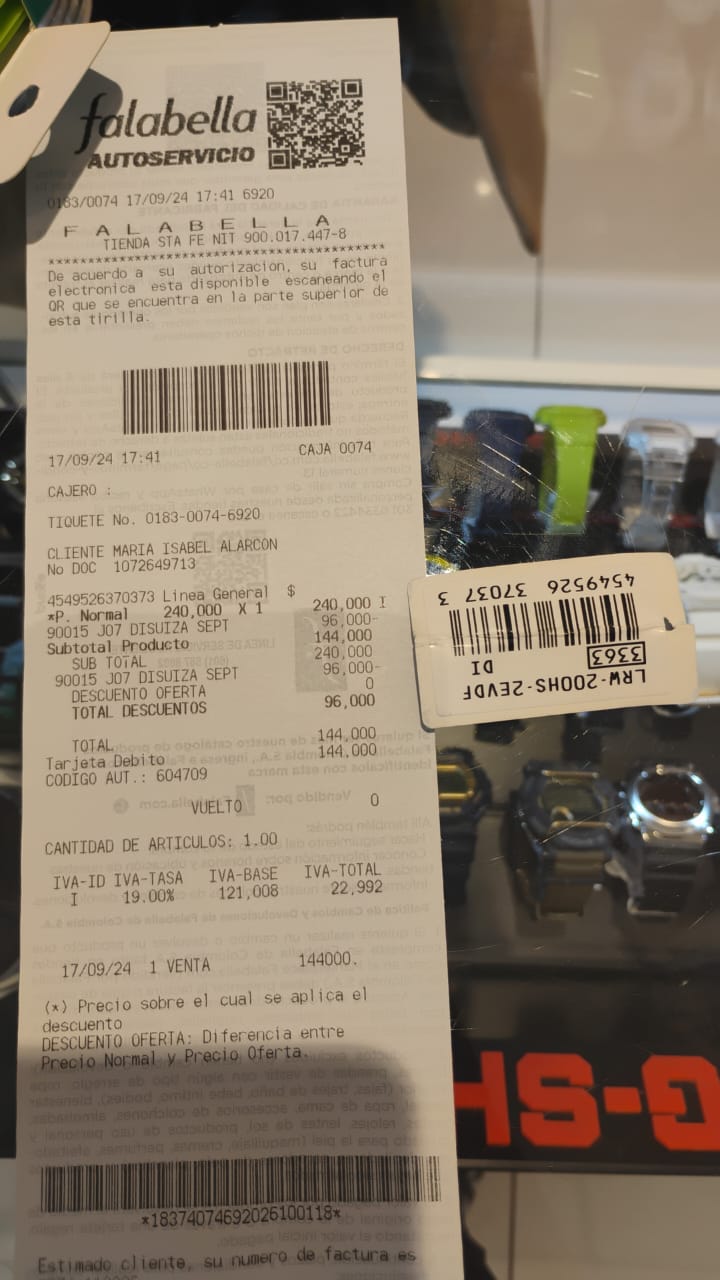 falabella
AUTOSERVICIO
0183/0074 17/09/24 17:41 6920
F A L A B E L L A
TIENDA STA FE NIT 900.017.447-8
****************************************
De acuerdo a su autorización, su factura
electronica esta disponible escaneando el
QR que se encuentra en la parte superior de
esta tirilla.
17/09/24 17:41 CAJA 0074
CAJERO :
TIQUETE No. 0183-0074-6920
CLIENTE MARIA ISABEL ALARCON
No DOC 1072649713
4549526370373 Linea General $ 240,000 I
*P. Normal 240,000 X 1
90015 J07 DISUIZA SEPT 96,000-
Subtotal Producto 144,000
SUB TOTAL 240,000
90015 J07 DISUIZA SEPT 96,000-
DESCUENTO OFERTA 0
TOTAL DESCUENTOS 96,000
TOTAL 144,000
Tarjeta Debito 144,000
CODIGO AUT.: 604709
VUELTO 0
CANTIDAD DE ARTICULOS: 1.00
IVA-ID IVA-TASA IVA-BASE IVA-TOTAL
I 19.00% 121,008 22,992
17/09/24 1 VENTA 144000.
(*) Precio sobre el cual se aplica el
descuento
DESCUENTO OFERTA: Diferencia entre
Precio Normal y Precio Oferta.
*18374074692026100118*
Estimado cliente, su numero de factura es
LRW-200HS-2EVDF
3363 DI
4549526 37037 3
G-SH